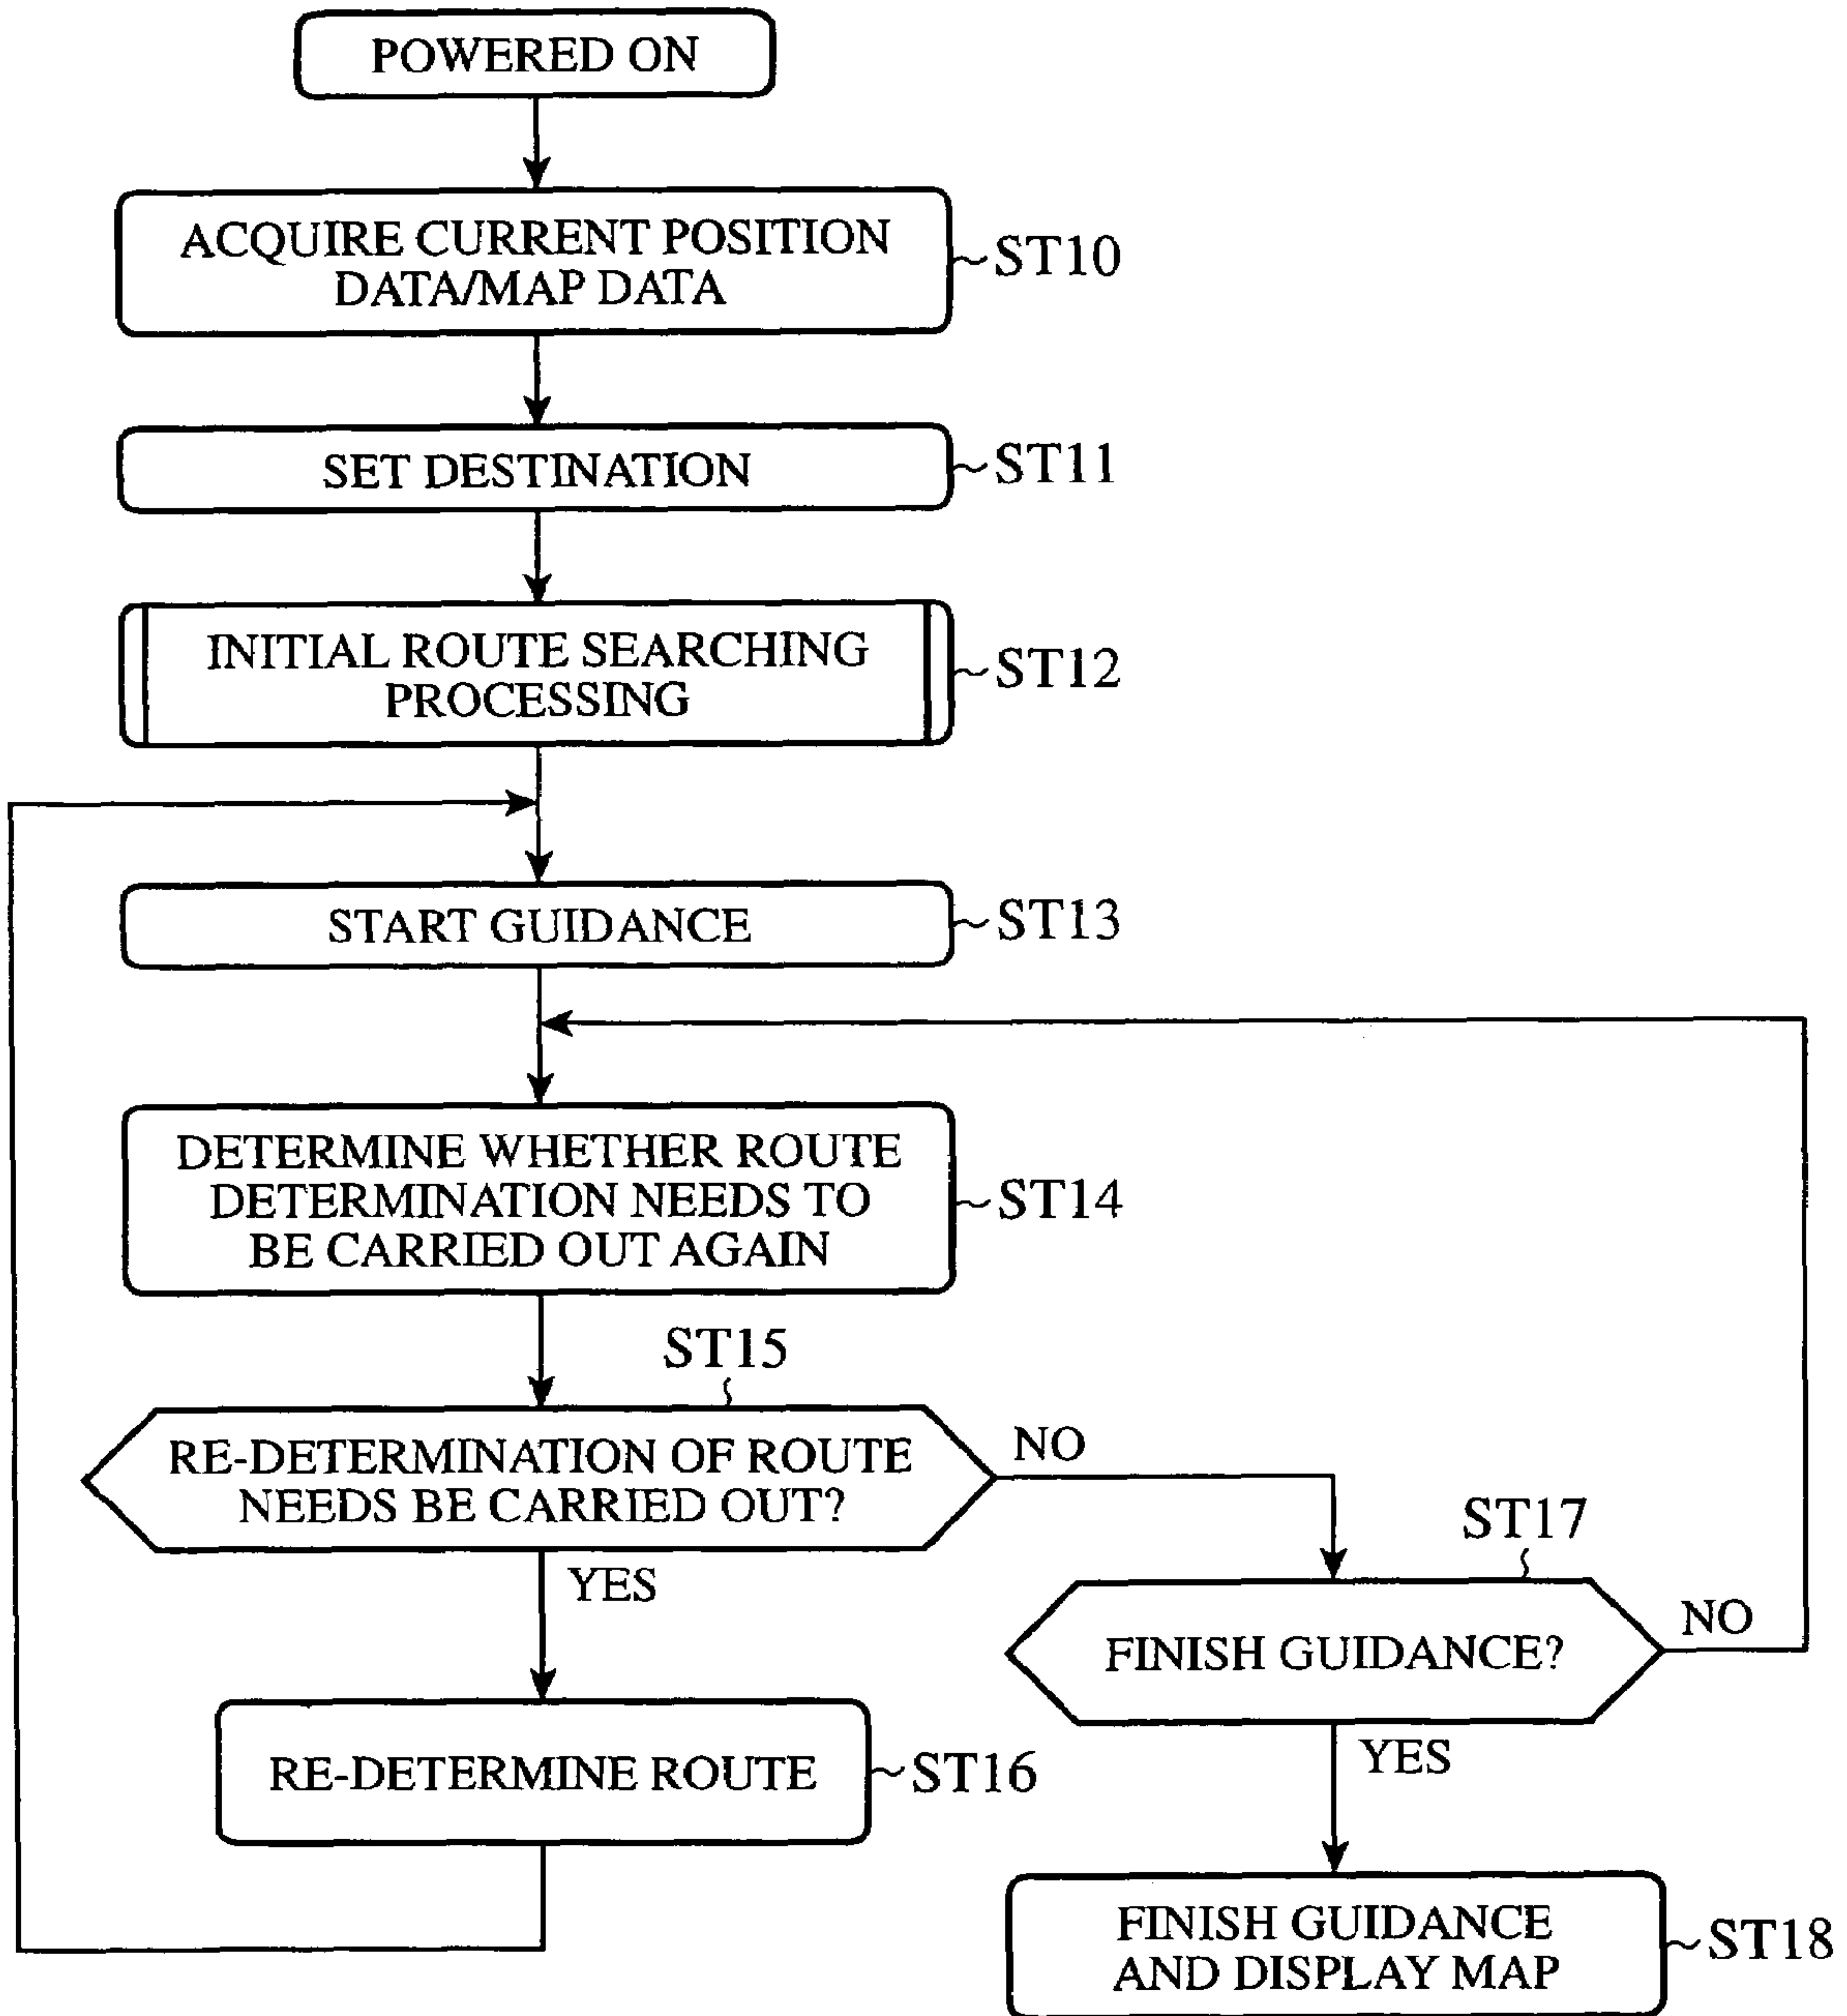 POWERED ON
ACQUIRE CURRENT POSITION
DATA/MAP DATA
ST10
SET DESTINATION
ST11
INITIAL ROUTE SEARCHING
PROCESSING
ST12
START GUIDANCE
ST13
DETERMINE WHETHER ROUTE
DETERMINATION NEEDS TO
BE CARRIED OUT AGAIN
ST14
ST15
RE-DETERMINATION OF ROUTE
NEEDS BE CARRIED OUT?
NO
YES
ST17
FINISH GUIDANCE?
NO
YES
RE-DETERMINE ROUTE
ST16
FINISH GUIDANCE
AND DISPLAY MAP
ST18